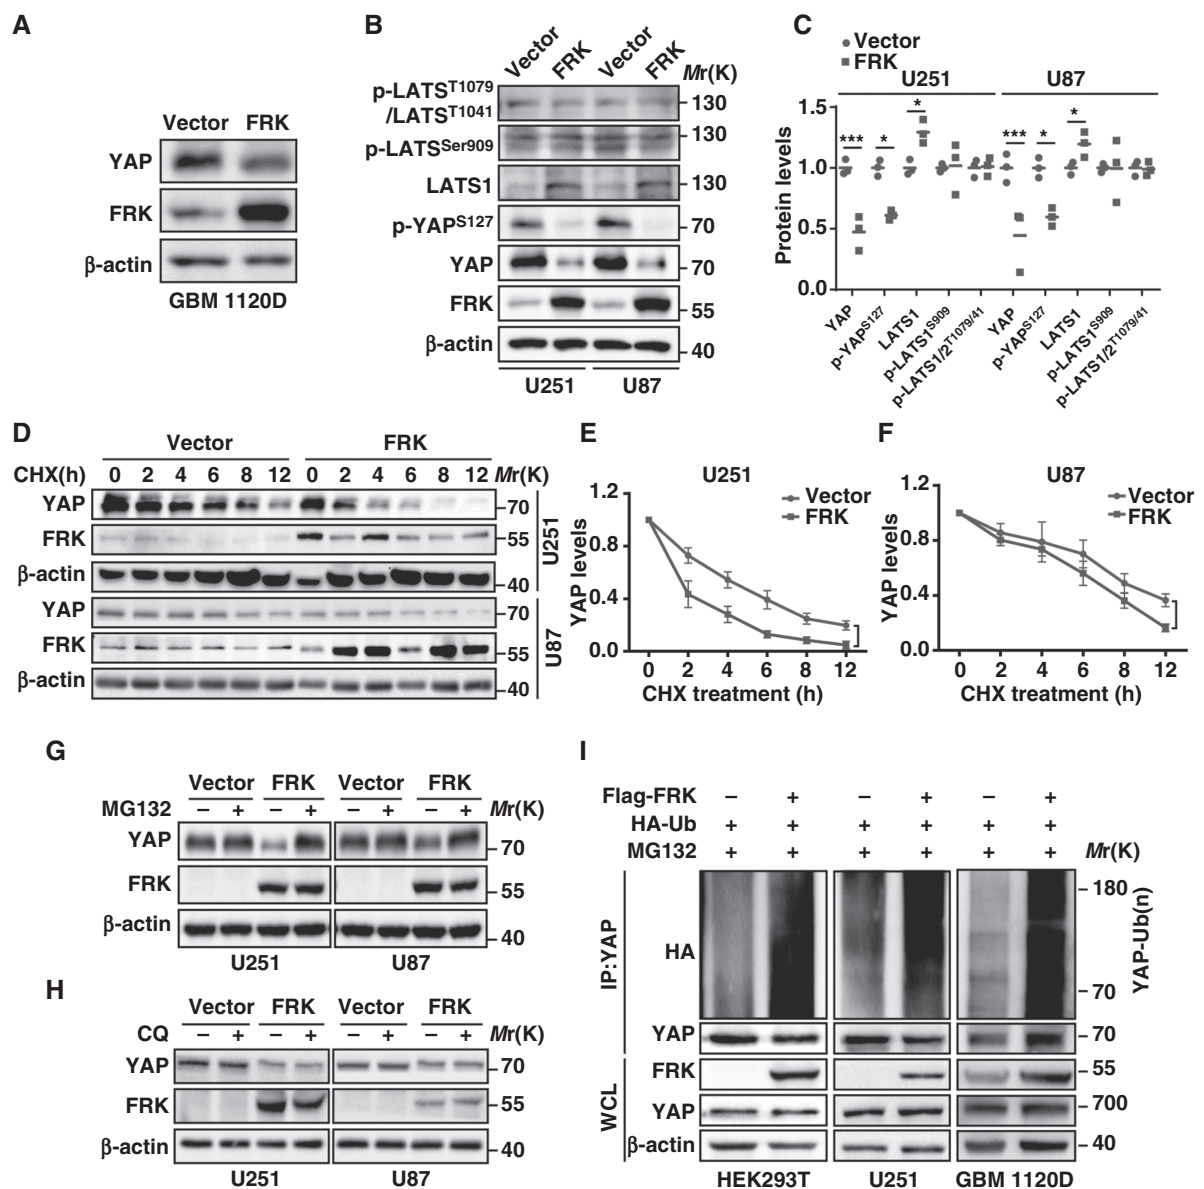 A
Vector FRK
YAP
FRK
β-actin
GBM 1120D
B
Vector FRK Vector FRK Mr(K)
p-LATS^T1079
/LATS^T1041
130
p-LATS^Ser909
130
LATS1
130
p-YAP^S127
70
YAP
70
FRK
55
β-actin
40
U251 U87
C
Vector
FRK
U251 U87
Protein levels
1.5
1.0
0.5
0.0
*** * * *** * *
YAP p-YAP^S127 LATS1 p-LATS1^S909 p-LATS1/2^T1079/41 YAP p-YAP^S127 LATS1 p-LATS1^S909 p-LATS1/2^T1079/41
D
Vector FRK
CHX(h) 0 2 4 6 8 12 0 2 4 6 8 12 Mr(K)
YAP 70
FRK 55
β-actin 40
U251
YAP 70
FRK 55
β-actin 40
U87
E
U251
Vector
FRK
YAP levels
1.2
0.8
0.4
0.0
0 2 4 6 8 12
CHX treatment (h)
F
U87
Vector
FRK
YAP levels
1.2
0.8
0.4
0.0
0 2 4 6 8 12
CHX treatment (h)
G
Vector FRK Vector FRK
MG132 – + – + – + – + Mr(K)
YAP 70
FRK 55
β-actin 40
U251 U87
H
Vector FRK Vector FRK
CQ – + – + – + – + Mr(K)
YAP 70
FRK 55
β-actin 40
U251 U87
I
Flag-FRK – + – + – +
HA-Ub + + + + + +
MG132 + + + + + + Mr(K)
IP:YAP
HA
180
70
YAP-Ub(n)
YAP 70
WCL
FRK 55
YAP 700
β-actin 40
HEK293T U251 GBM 1120D